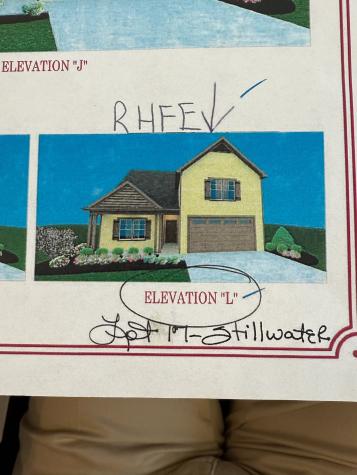 ELEVATION "J"
RHFE
ELEVATION "L"
Lot 17-Stillwater